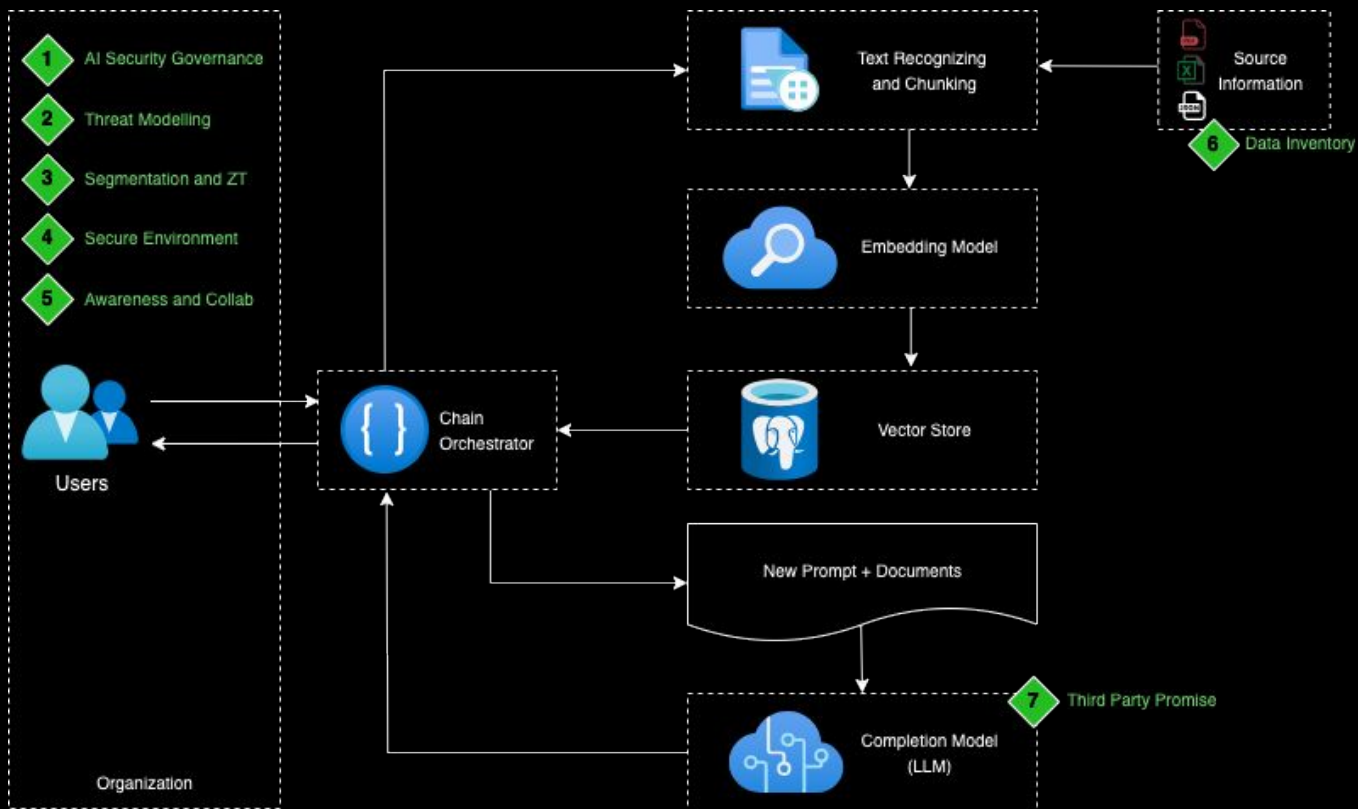 1 AI Security Governance
2 Threat Modelling
3 Segmentation and ZT
4 Secure Environment
5 Awareness and Collab
Users
Organization
Chain
Orchestrator
Text Recognizing
and Chunking
Source
Information
JSON
6 Data Inventory
Embedding Model
Vector Store
New Prompt + Documents
7 Third Party Promise
Completion Model
(LLM)